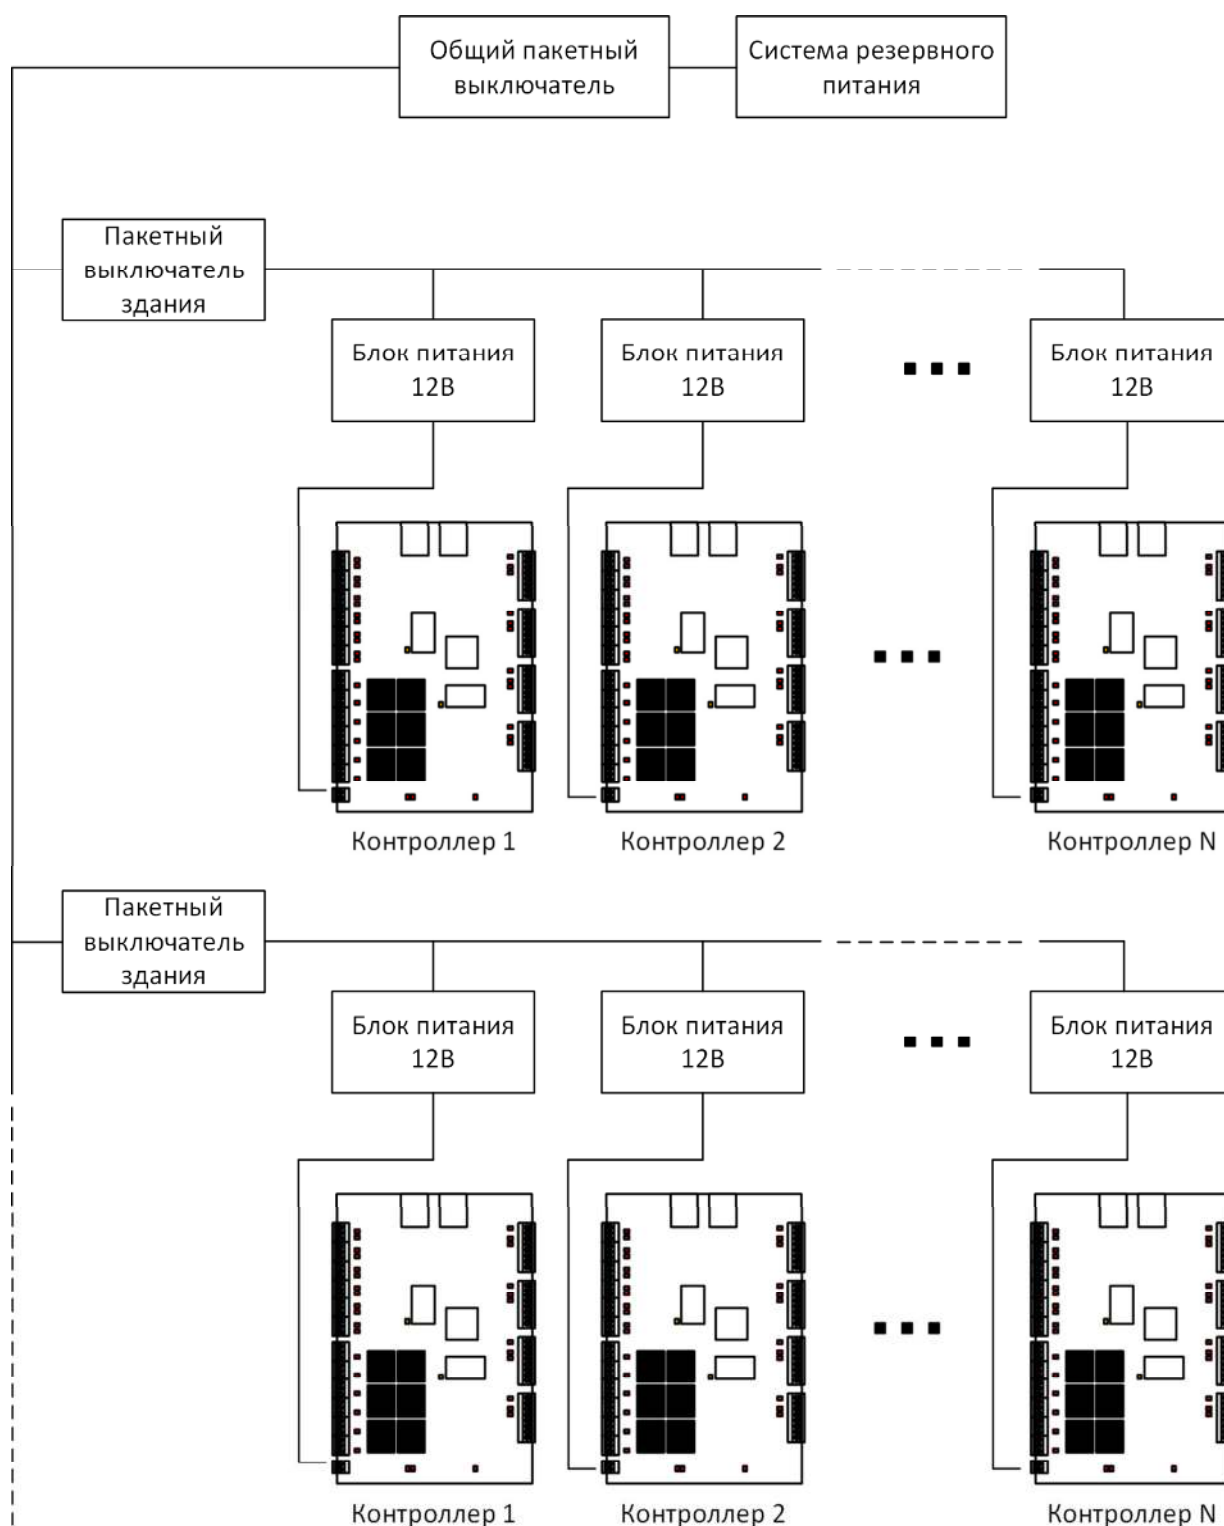 Общий пакетный
выключатель
Система резервного
питания
Пакетный
выключатель
здания
Блок питания
12В
Блок питания
12В
Блок питания
12В
Контроллер 1
Контроллер 2
Контроллер N
Пакетный
выключатель
здания
Блок питания
12В
Блок питания
12В
Блок питания
12В
Контроллер 1
Контроллер 2
Контроллер N